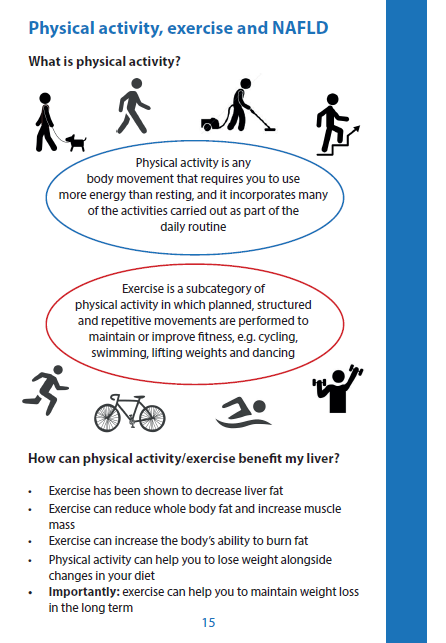 Physical activity, exercise and NAFLD
What is physical activity?
Physical activity is any
body movement that requires you to use
more energy than resting, and it incorporates many
of the activities carried out as part of the
daily routine
Exercise is a subcategory of
physical activity in which planned, structured
and repetitive movements are performed to
maintain or improve fitness, e.g. cycling,
swimming, lifting weights and dancing
How can physical activity/exercise benefit my liver?
• Exercise has been shown to decrease liver fat
• Exercise can reduce whole body fat and increase muscle
mass
• Exercise can increase the body's ability to burn fat
• Physical activity can help you to lose weight alongside
changes in your diet
• Importantly: exercise can help you to maintain weight loss
in the long term
15